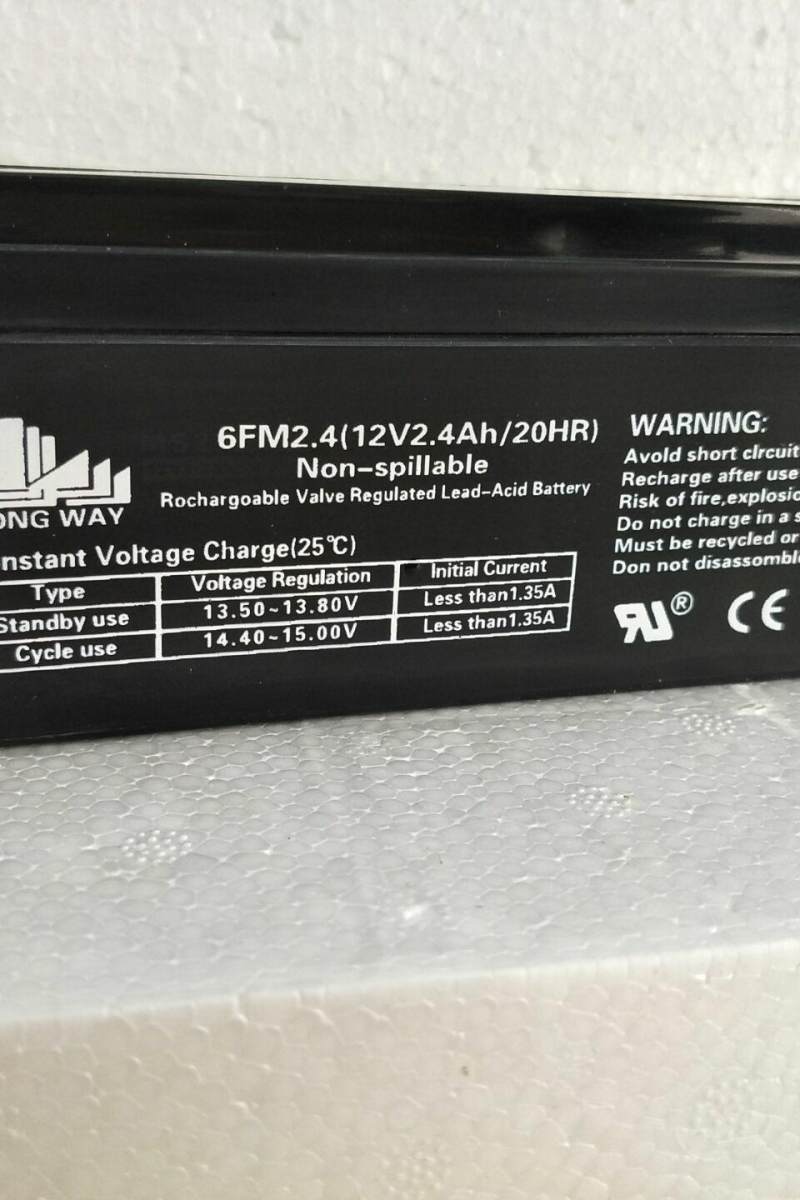 6FM2.4(12V2.4Ah/20HR)
Non-spillable
Rochargoable Valve Regulated Lead-Acid Battery
ONG WAY
nstant Voltage Charge(25℃)
Type Voltage Regulation Initial Current
Standby use 13.50~13.80V Less than1.35A
Cycle use 14.40~15.00V Less than1.35A
WARNING:
Avold short clrcuit
Recharge after use
Risk of fire,explosio
Do not charge in a s
Must be recycled or
Don not disassomble
RU® CE